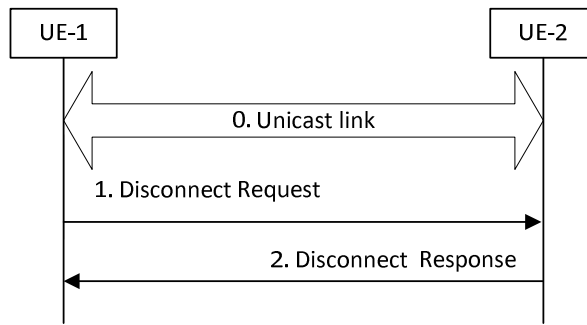 UE-1
UE-2
0. Unicast link
1. Disconnect Request
2. Disconnect Response